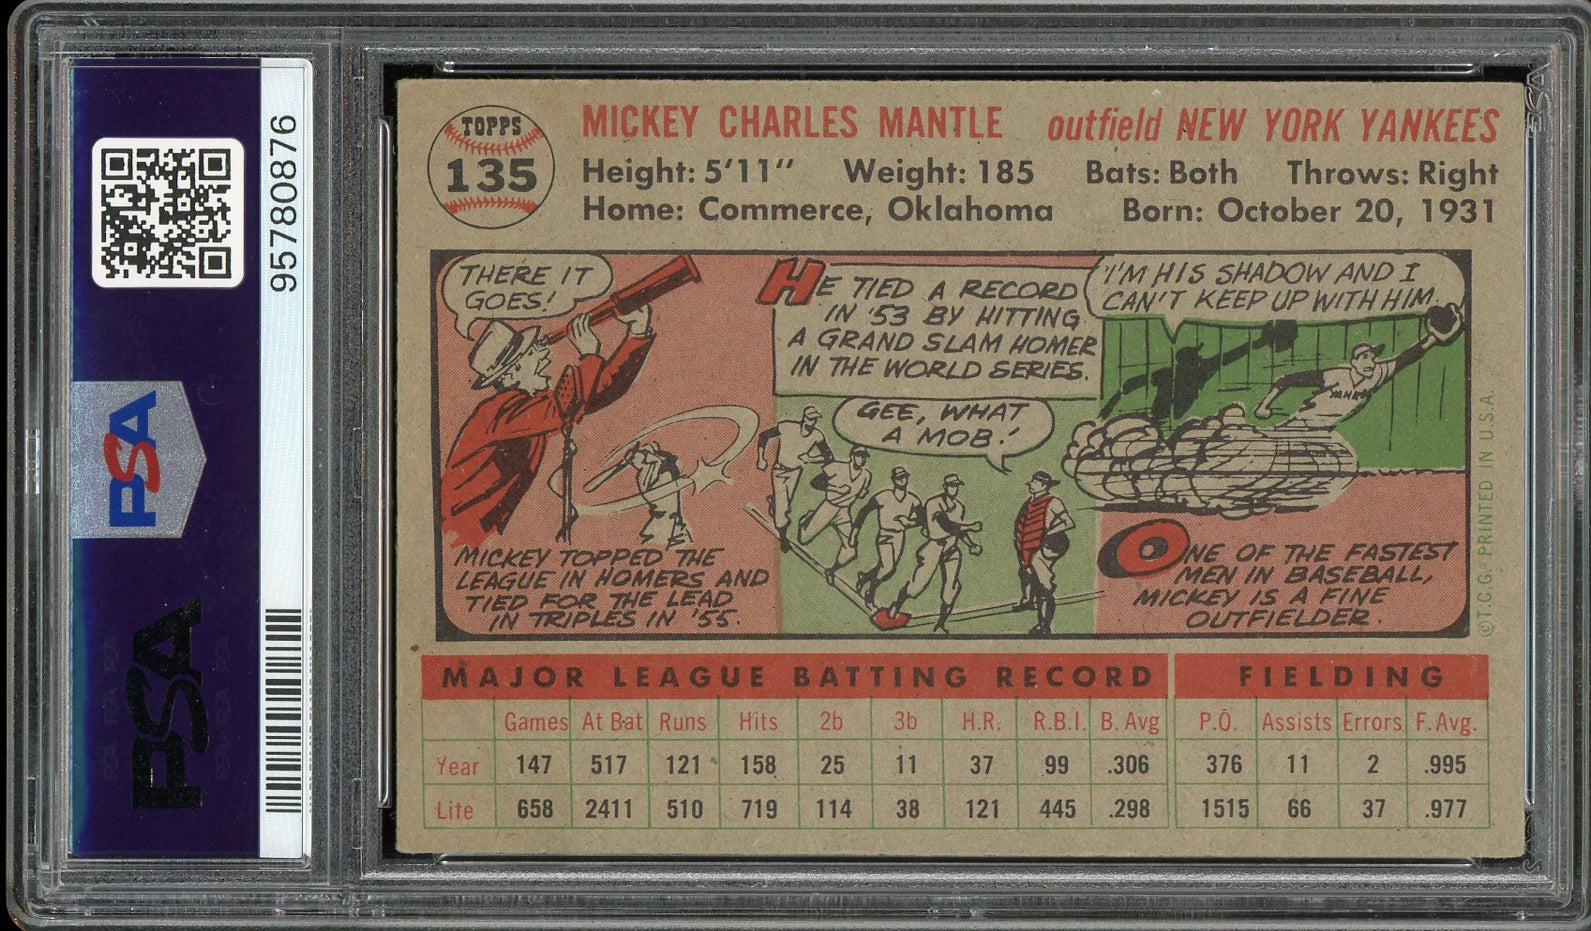 95780876
PSA
PSA
TOPPS
135
MICKEY CHARLES MANTLE outfield NEW YORK YANKEES
Height: 5'11" Weight: 185 Bats: Both Throws: Right
Home: Commerce, Oklahoma Born: October 20, 1931
THERE IT
GOES!
MICKEY TOPPED THE
LEAGUE IN HOMERS AND
TIED FOR THE LEAD
IN TRIPLES IN '55.
HE TIED A RECORD
IN '53 BY HITTING
A GRAND SLAM HOMER
IN THE WORLD SERIES.
GEE, WHAT
A MOB!
I'M HIS SHADOW AND I
CAN'T KEEP UP WITH HIM.
YANKS
ONE OF THE FASTEST
MEN IN BASEBALL,
MICKEY IS A FINE
OUTFIELDER.
©T.C.G. PRINTED IN U.S.A.
MAJOR LEAGUE BATTING RECORD FIELDING
Games At Bat Runs Hits 2b 3b H.R. R.B.I. B. Avg P.O. Assists Errors F. Avg.
Year 147 517 121 158 25 11 37 99 .306 376 11 2 .995
Life 658 2411 510 719 114 38 121 445 .298 1515 66 37 .977
PSA